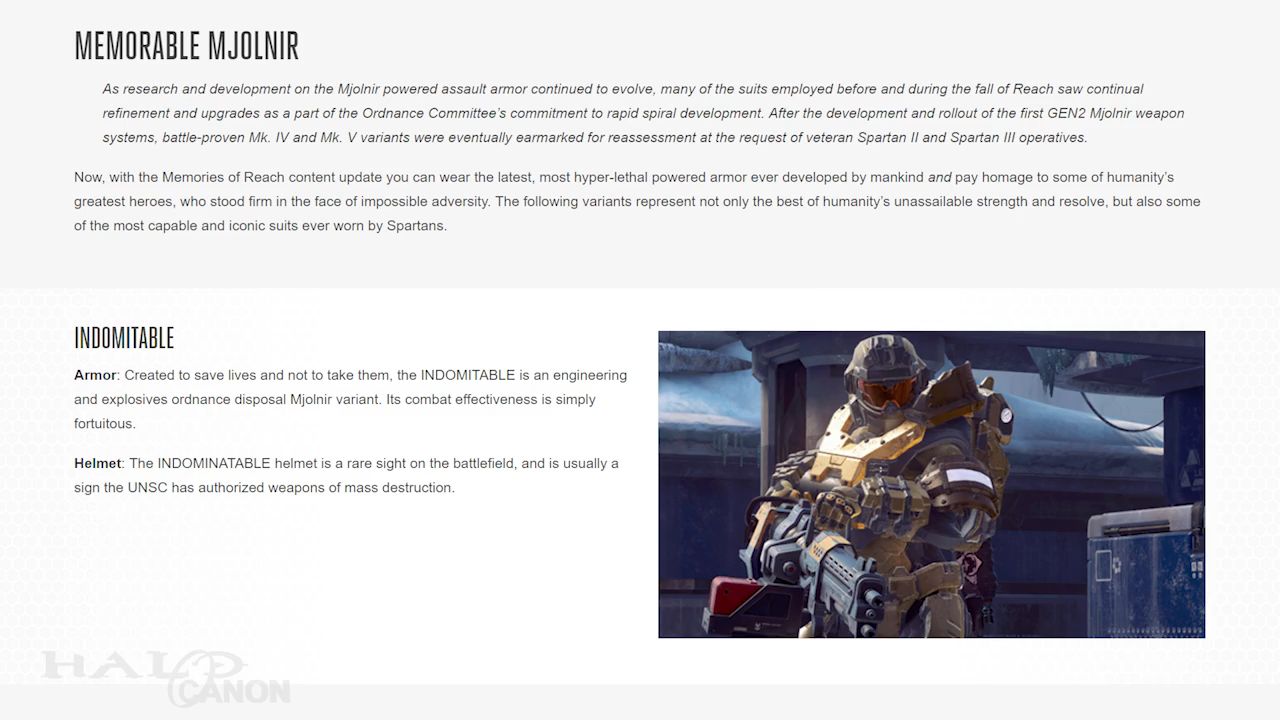 MEMORABLE MJOLNIR
As research and development on the Mjolnir powered assault armor continued to evolve, many of the suits employed before and during the fall of Reach saw continual
refinement and upgrades as a part of the Ordnance Committee's commitment to rapid spiral development. After the development and rollout of the first GEN2 Mjolnir weapon
systems, battle-proven Mk. IV and Mk. V variants were eventually earmarked for reassessment at the request of veteran Spartan II and Spartan III operatives.
Now, with the Memories of Reach content update you can wear the latest, most hyper-lethal powered armor ever developed by mankind and pay homage to some of humanity's
greatest heroes, who stood firm in the face of impossible adversity. The following variants represent not only the best of humanity's unassailable strength and resolve, but also some
of the most capable and iconic suits ever worn by Spartans.
INDOMITABLE
Armor: Created to save lives and not to take them, the INDOMITABLE is an engineering
and explosives ordnance disposal Mjolnir variant. Its combat effectiveness is simply
fortuitous.
Helmet: The INDOMINATABLE helmet is a rare sight on the battlefield, and is usually a
sign the UNSC has authorized weapons of mass destruction.
HALO
CANON